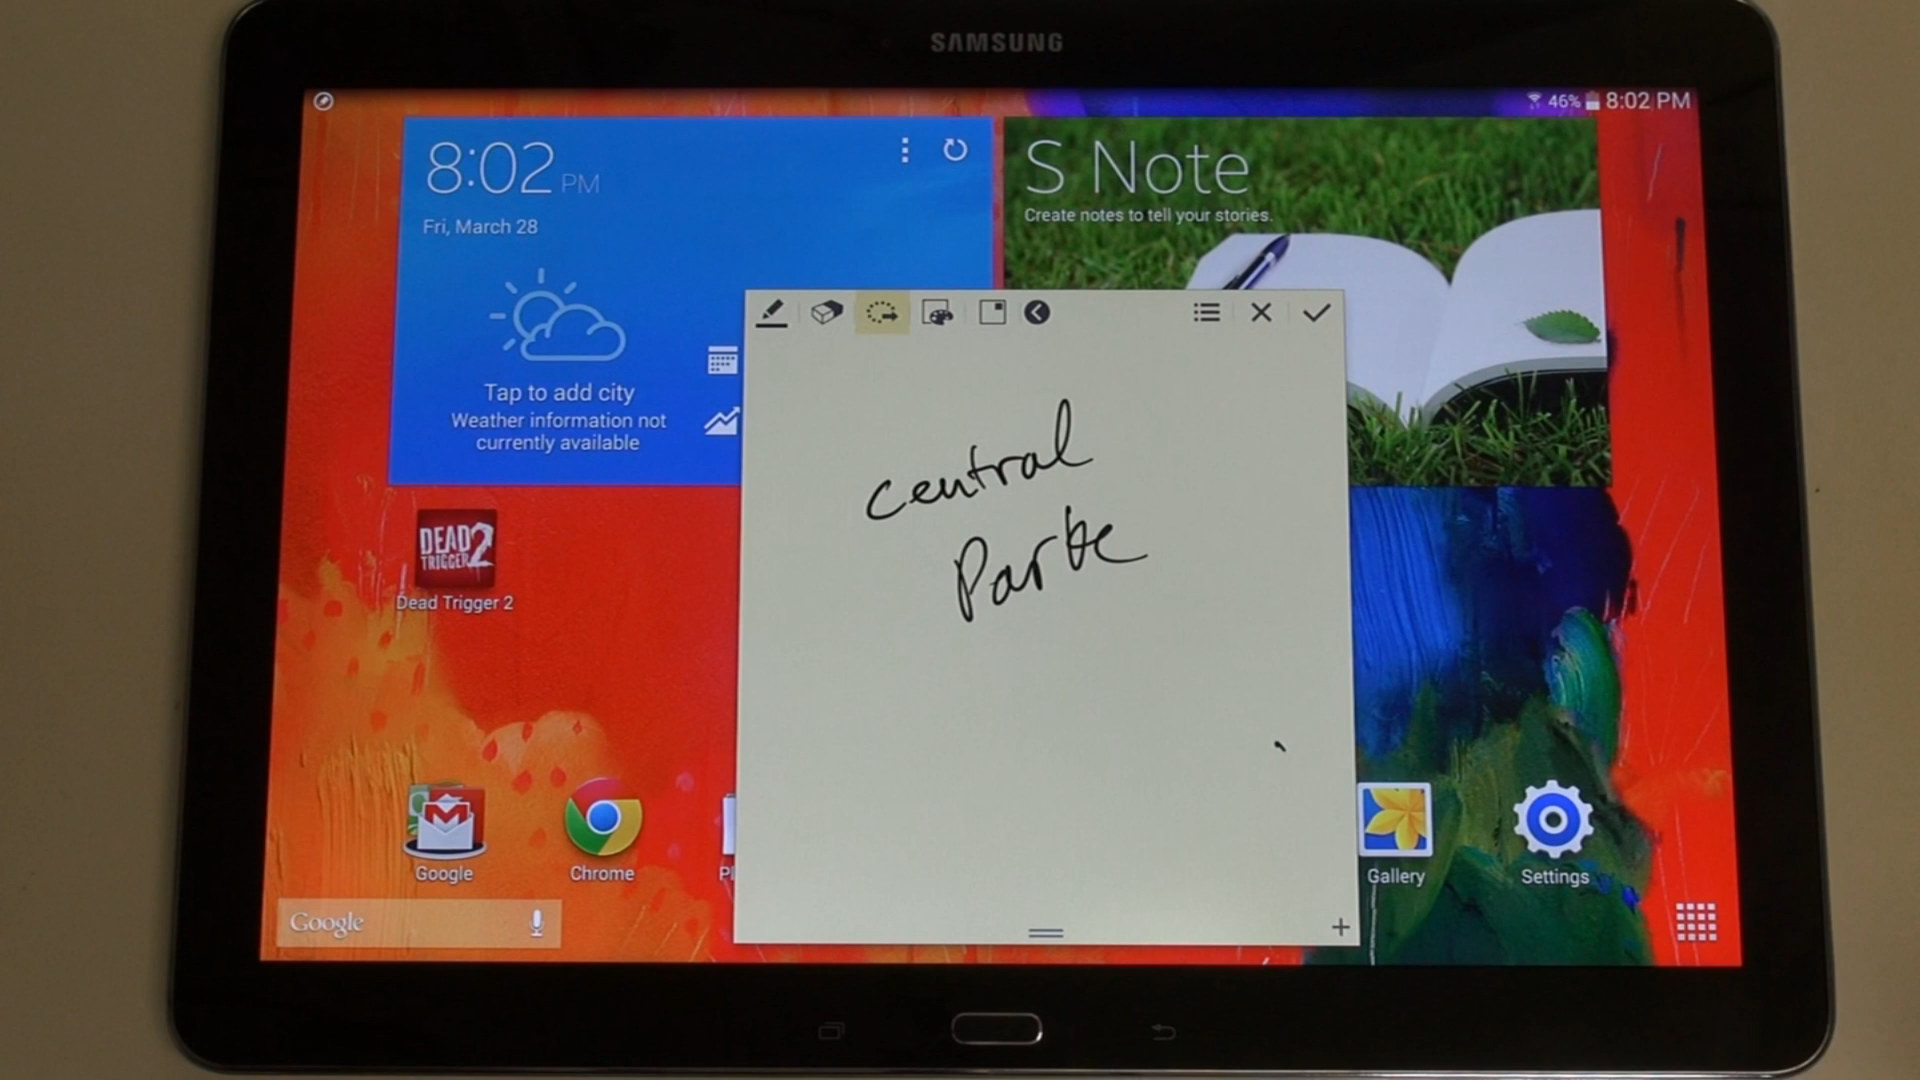 SAMSUNG
46% 8:02 PM
8:02 PM
Fri, March 28
Tap to add city
Weather information not
currently available
S Note
Create notes to tell your stories.
central
Park
DEAD
TRIGGER 2
Dead Trigger 2
Google
Chrome
Pl
Gallery
Settings
Google